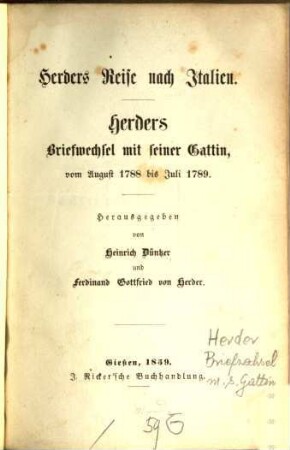 Herders Reise nach Italien.
Herders
Briefwechsel mit seiner Gattin,
vom August 1788 bis Juli 1789.
Herausgegeben
von
Heinrich Düntzer
und
Ferdinand Gottfried von Herder.
Gießen, 1859.
J. Ricker'sche Buchhandlung.
Herder
Briefwechsel
m. s. Gattin